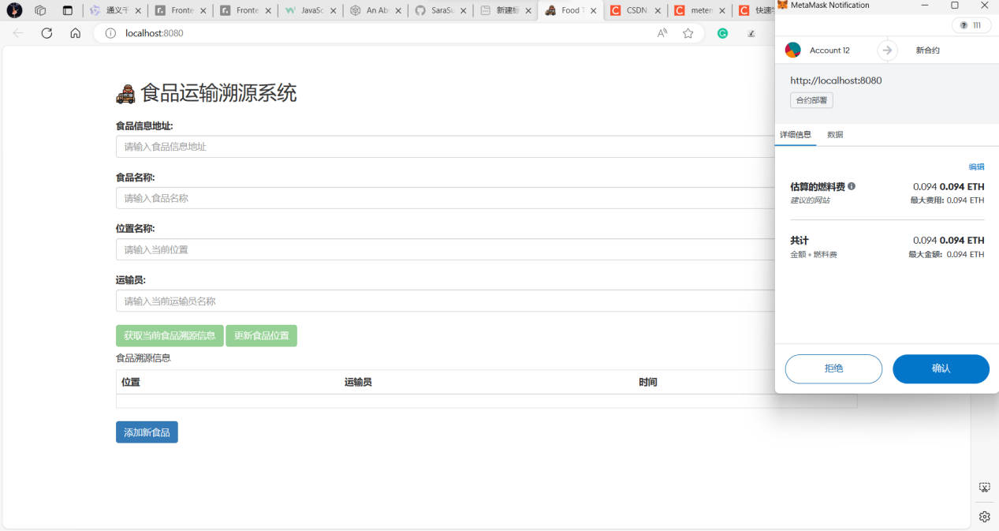 通义千
Fronte
Fronte
JavaSc
An Ab
SaraSu
新建标
Food T
CSDN
metem
快速学
localhost:8080
食品运输溯源系统
食品信息地址:
请输入食品信息地址
食品名称:
请输入食品名称
位置名称:
请输入当前位置
运输员:
请输入当前运输员名称
获取当前食品溯源信息 更新食品位置
食品溯源信息
位置 运输员 时间
添加新食品
MetaMask Notification
111
Account 12 新合约
http://localhost:8080
合约部署
详细信息 数据
编辑
估算的燃料费 0.094 0.094 ETH
建议的网站 最大费用: 0.094 ETH
共计 0.094 0.094 ETH
金额 + 燃料费 最大金额: 0.094 ETH
拒绝 确认